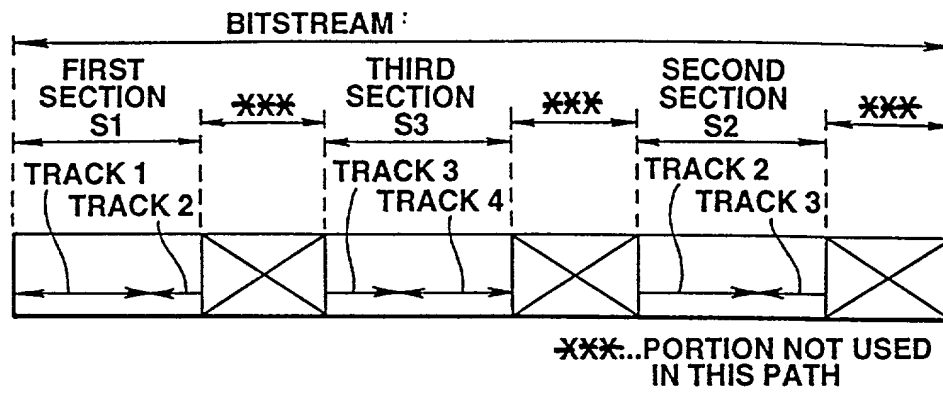 BITSTREAM
FIRST SECTION S1
XXX
THIRD SECTION S3
XXX
SECOND SECTION S2
XXX
TRACK 1
TRACK 2
TRACK 3
TRACK 4
TRACK 2
TRACK 3
XXX...PORTION NOT USED
IN THIS PATH